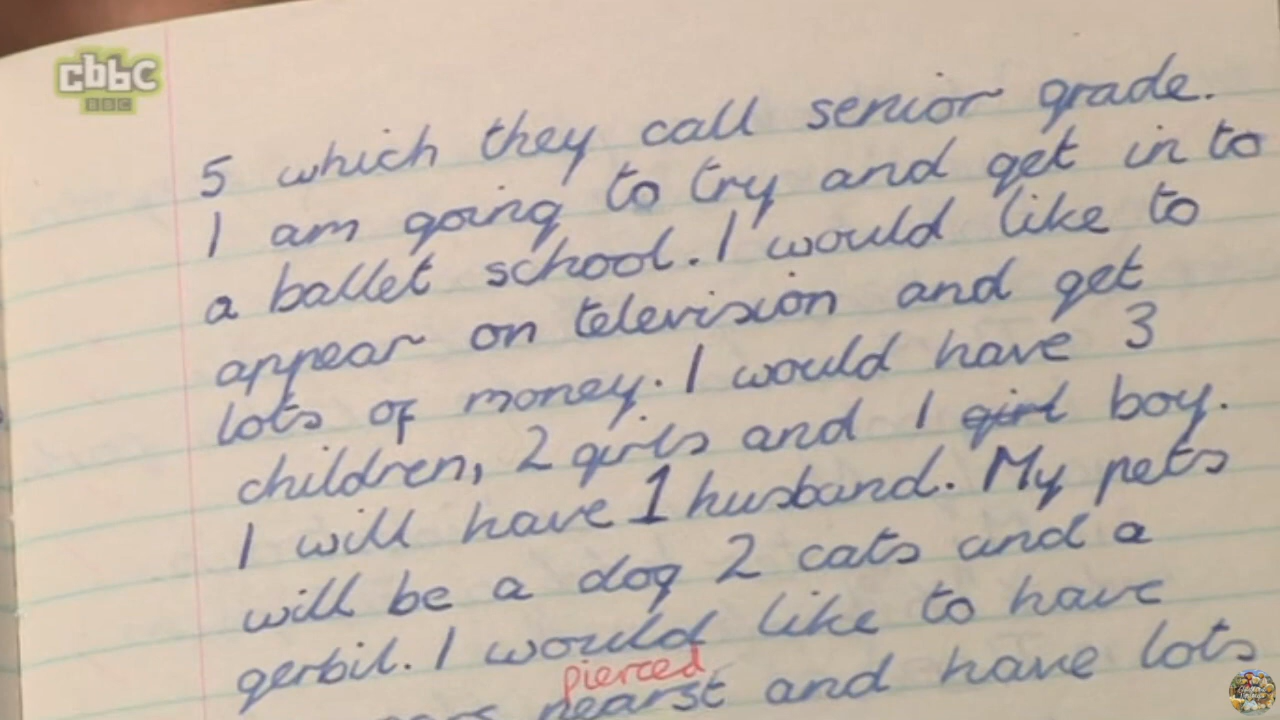 cbbc
BBC
5 which they call senior grade.
I am going to try and get in to
a ballet school. I would like to
appear on television and get
lots of money. I would have 3
children, 2 girls and 1 girl boy.
I will have 1 husband. My pets
will be a dog 2 cats and a
gerbil. I would like to have
pierced
pearst and have lots